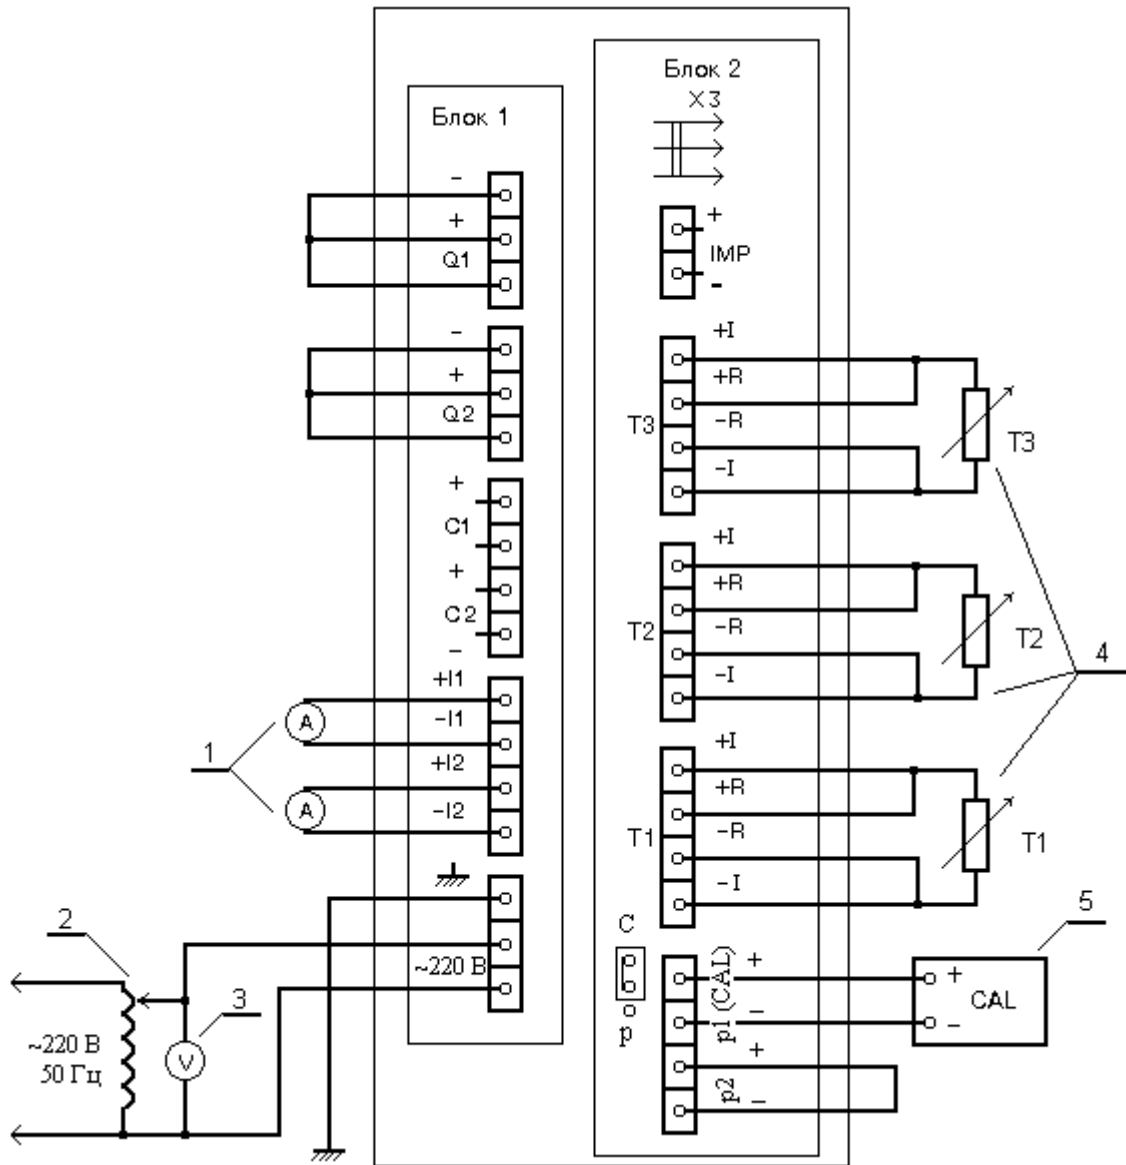 Блок 2
X3
Блок 1
-
+
Q1
+
IMP
-
-
+
Q2
+I
+R
T3
-R
-I
T3
+
C1
+
C2
-
+I
+R
T2
-R
-I
T2
4
+I1
A
-I1
1
+I2
A
-I2
+I
+R
T1
-R
-I
T1
2
~220 В
3
~220 В
50 Гц
V
C
p
+
p1 (CAL)
-
+
p2
-
5
+
CAL
-